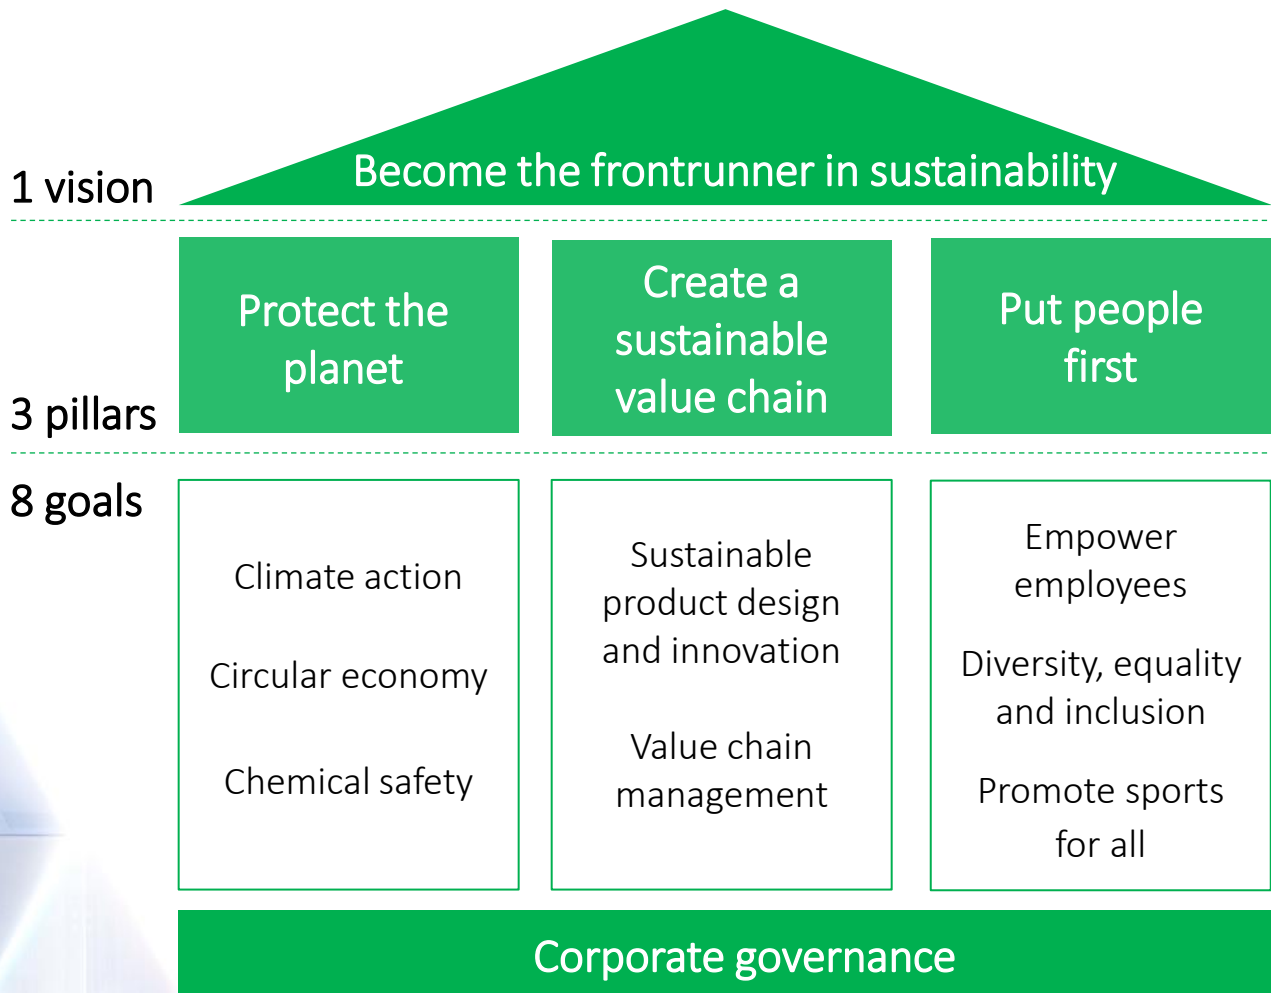 Become the frontrunner in sustainability
1 vision
Protect the
planet
Create a
sustainable
value chain
Put people
first
3 pillars
8 goals
Climate action
Circular economy
Chemical safety
Sustainable
product design
and innovation
Value chain
management
Empower
employees
Diversity, equality
and inclusion
Promote sports
for all
Corporate governance